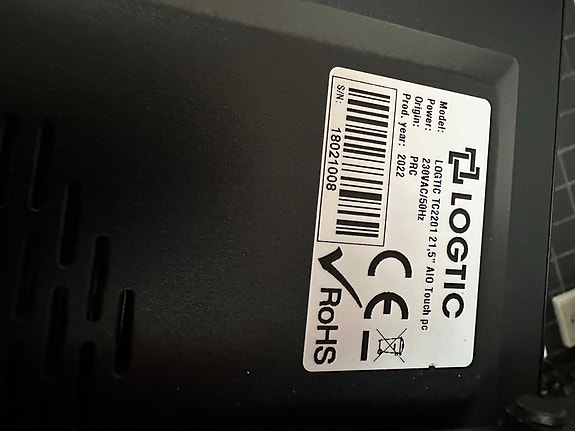 LOGTIC
Model: LOGTIC TC2201 21,5" AIO Touch pc
Power: 230VAC/50Hz
Origin: PRC
Prod. year: 2022
S/N: 18021008
CE
RoHS